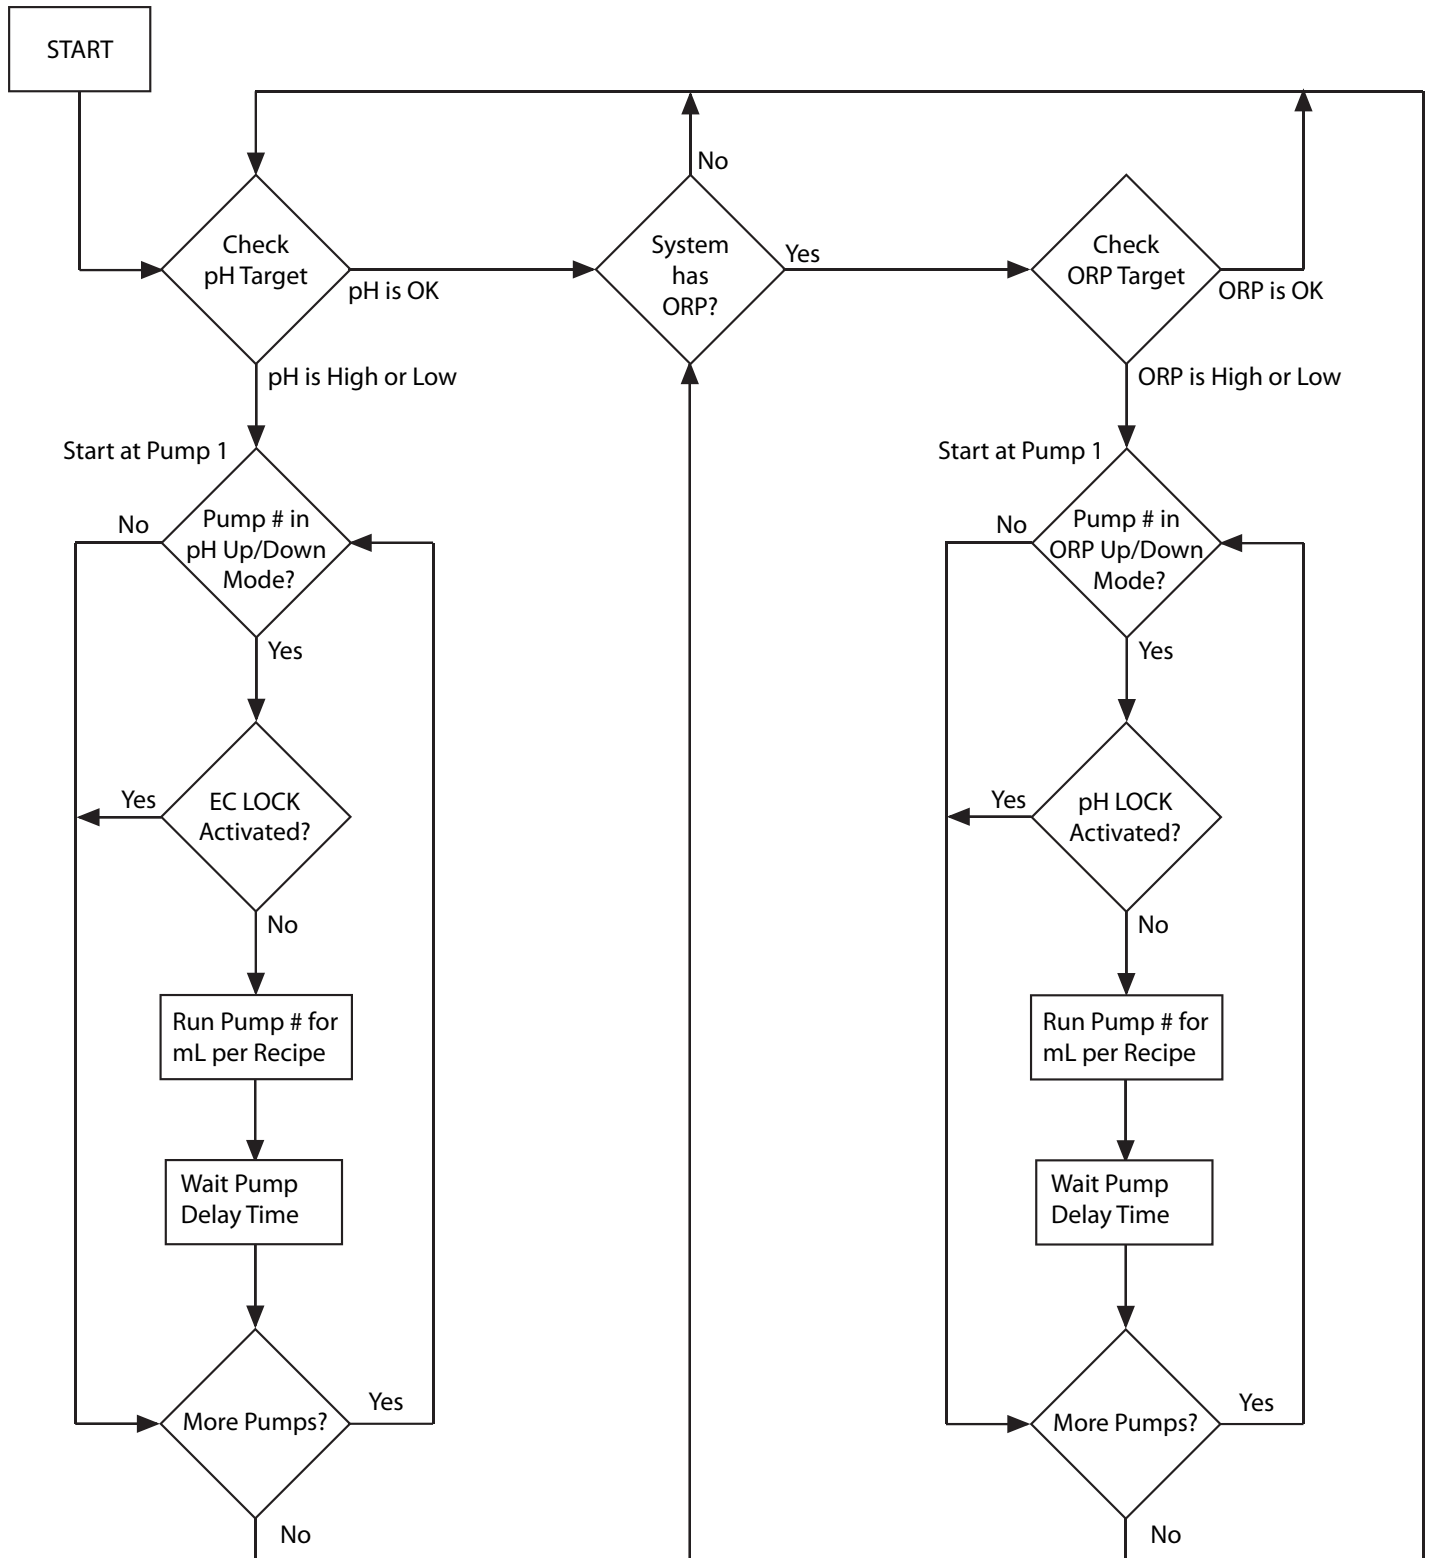 START
No
Check
pH Target
pH is OK
System
has
ORP?
Yes
Check
ORP Target
ORP is OK
pH is High or Low
ORP is High or Low
Start at Pump 1
No
Pump # in
pH Up/Down
Mode?
Yes
EC LOCK
Activated?
Yes
No
Run Pump # for
mL per Recipe
Wait Pump
Delay Time
More Pumps?
Yes
No
Start at Pump 1
No
Pump # in
ORP Up/Down
Mode?
Yes
pH LOCK
Activated?
Yes
No
Run Pump # for
mL per Recipe
Wait Pump
Delay Time
More Pumps?
Yes
No